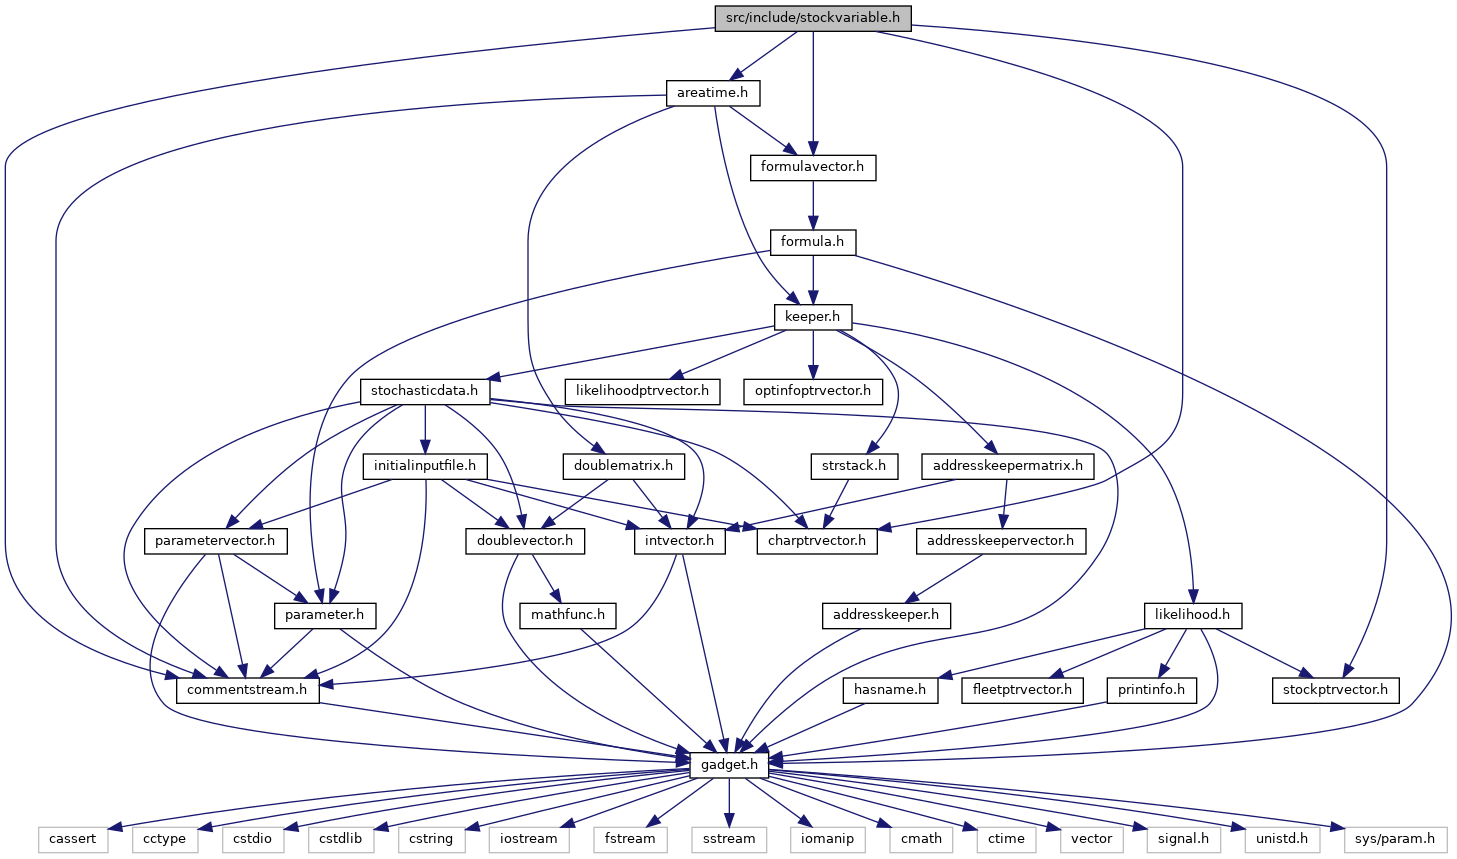 src/include/stockvariable.h
areatime.h
formulavector.h
formula.h
keeper.h
stochasticdata.h
likelihoodptrvector.h
optinfoptrvector.h
initialinputfile.h
doublematrix.h
strstack.h
addresskeepermatrix.h
parametervector.h
doublevector.h
intvector.h
charptrvector.h
addresskeepervector.h
parameter.h
mathfunc.h
addresskeeper.h
likelihood.h
commentstream.h
hasname.h
fleetptrvector.h
printinfo.h
stockptrvector.h
gadget.h
cassert
cctype
cstdio
cstdlib
cstring
iostream
fstream
sstream
iomanip
cmath
ctime
vector
signal.h
unistd.h
sys/param.h